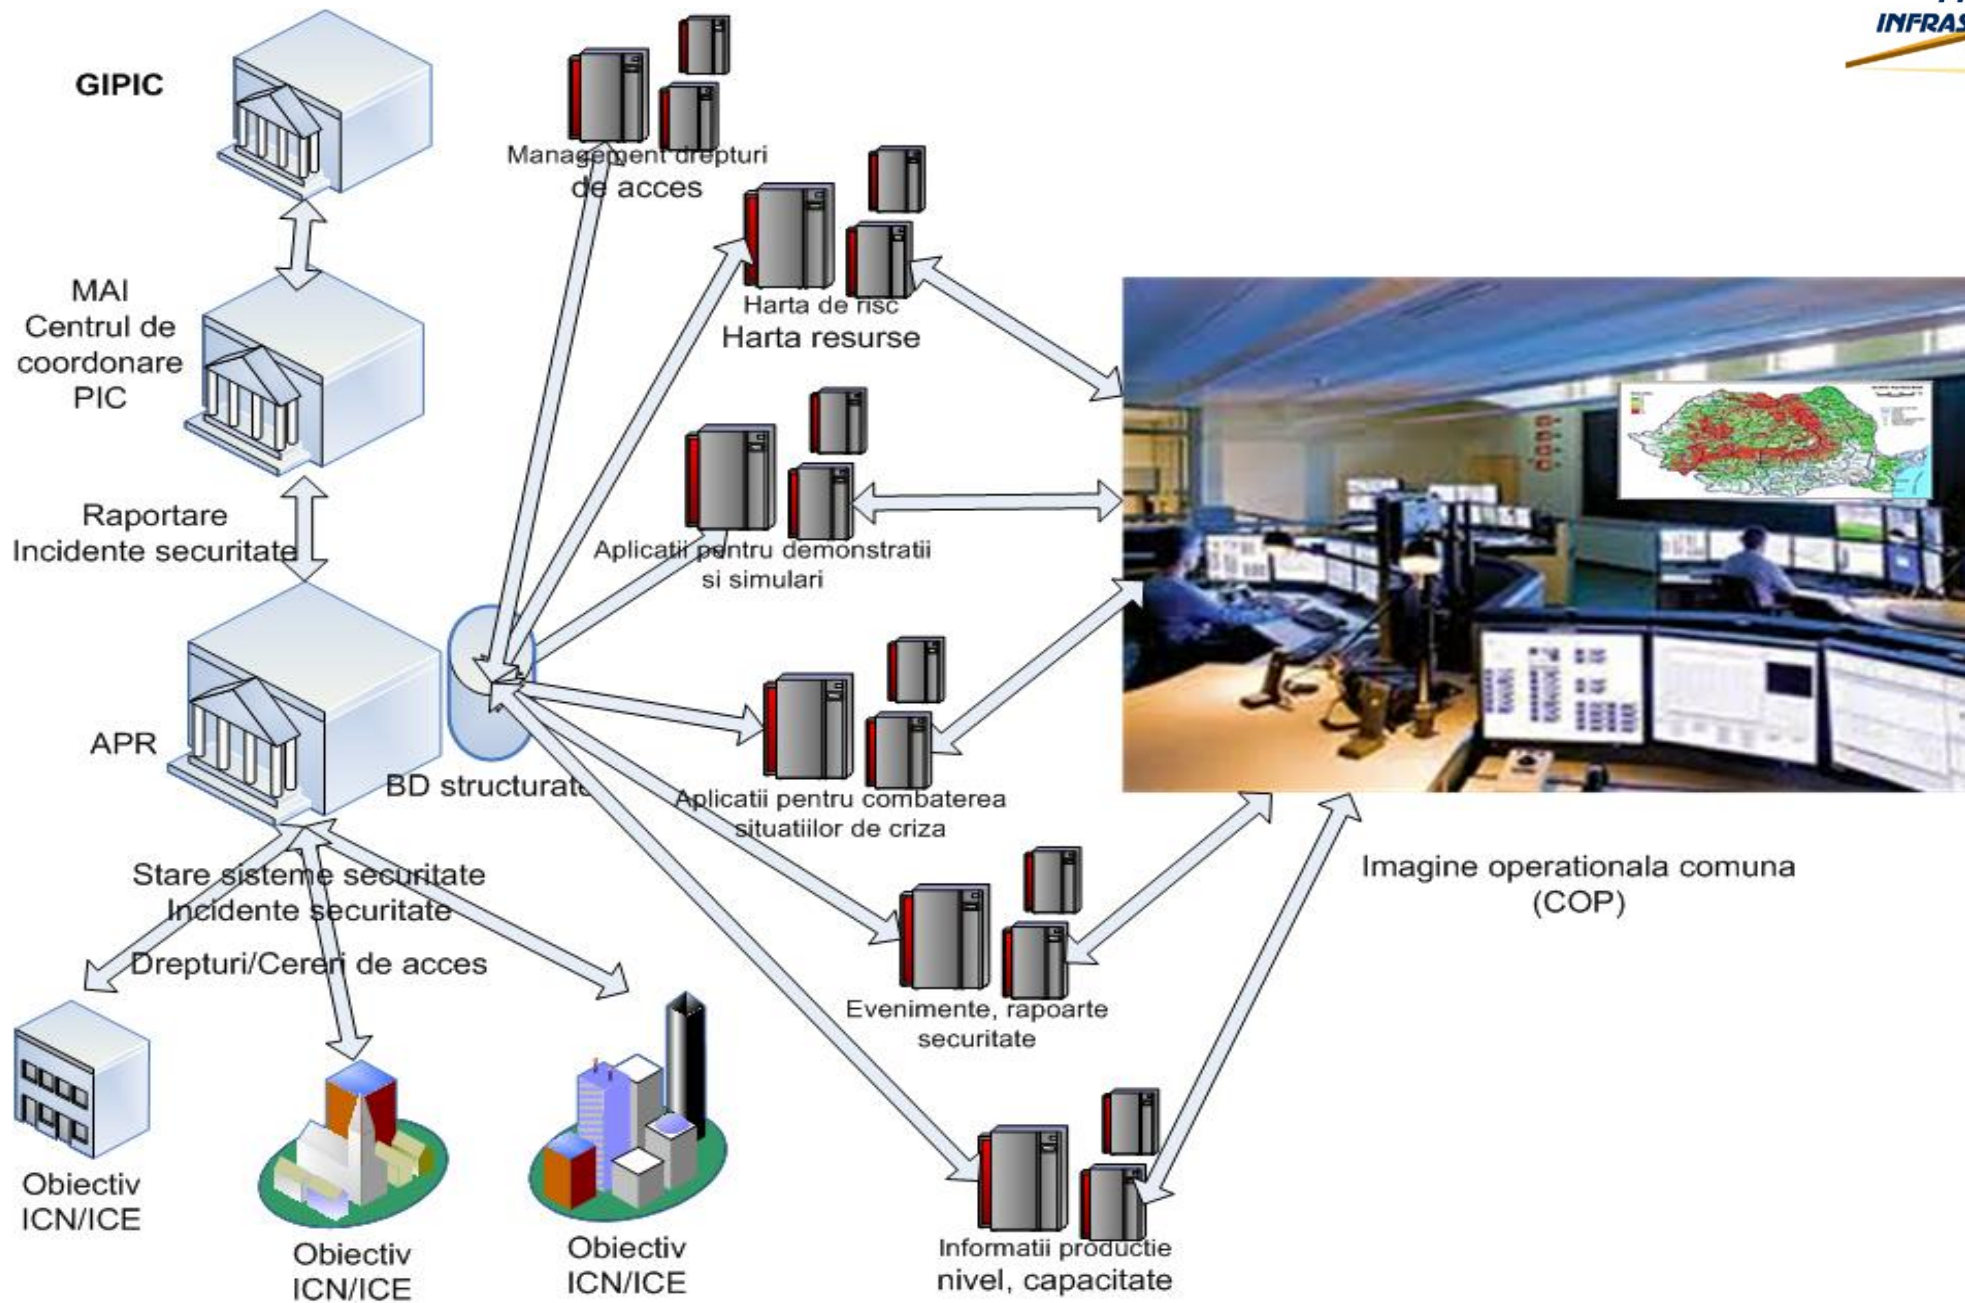 INFRAS
GIPIC
Management drepturi
de acces
Harta de risc
Harta resurse
MAI
Centrul de
coordonare
PIC
Raportare
Incidente securitate
Aplicatii pentru demonstratii
si simulari
APR
BD structurate
Aplicatii pentru combaterea
situatiilor de criza
Stare sisteme securitate
Incidente securitate
Drepturi/Cereri de acces
Imagine operationala comuna
(COP)
Evenimente, rapoarte
securitate
Obiectiv
ICN/ICE
Obiectiv
ICN/ICE
Obiectiv
ICN/ICE
Informatii productie
nivel, capacitate